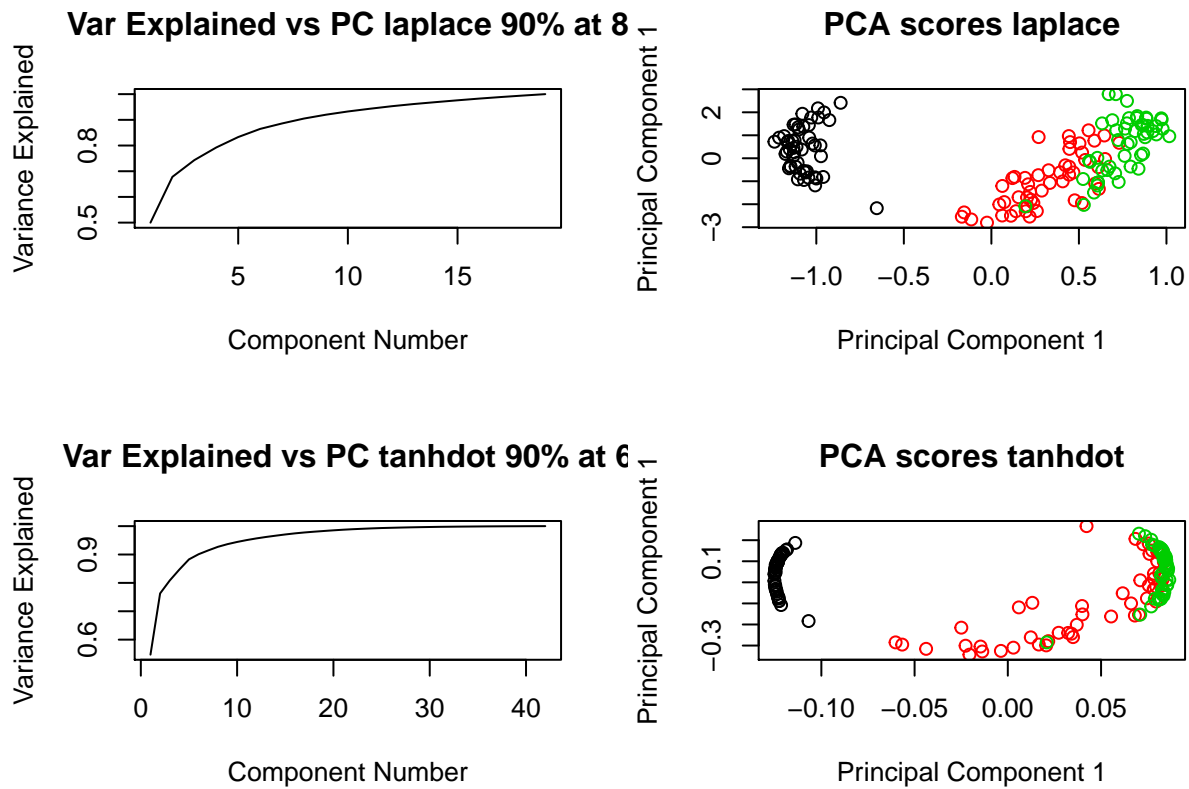 Var Explained vs PC laplace 90% at 8
Variance Explained
0.5 0.8
5 10 15
Component Number
PCA scores laplace
Principal Component 1
−3 0 2
−1.0 −0.5 0.0 0.5 1.0
Principal Component 1
Var Explained vs PC tanhdot 90% at 6
Variance Explained
0.6 0.9
0 10 20 30 40
Component Number
PCA scores tanhdot
Principal Component 1
−0.3 0.1
−0.10 −0.05 0.00 0.05
Principal Component 1